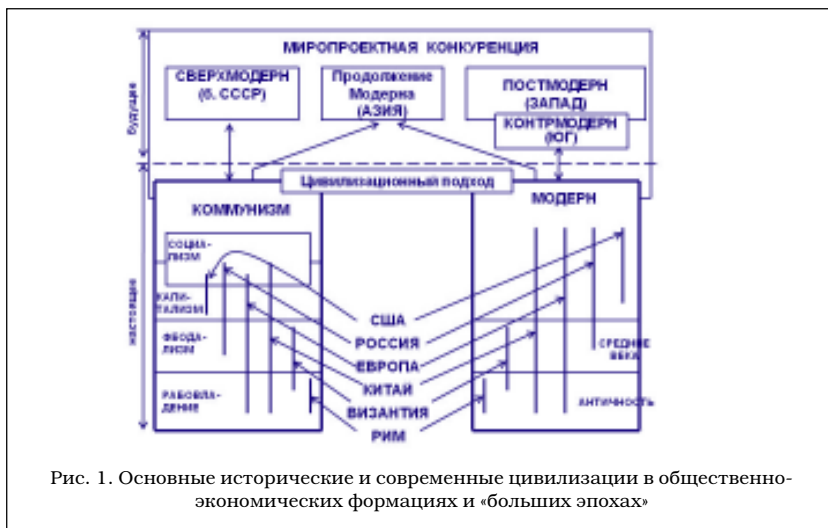 МИРОПРОЕКТНАЯ КОНКУРЕНЦИЯ
СВЕРХМОДЕРН
(б. СССР)
Продолжение
Модерна
(АЗИЯ)
ПОСТМОДЕРН
(ЗАПАД)
КОНТРМОДЕРН
(ЮГ)
будущее
Цивилизационный подход
настоящее
КОММУНИЗМ
МОДЕРН
СОЦИА-
ЛИЗМ
КАПИ-
ТАЛИЗМ
ФЕОДА-
ЛИЗМ
РАБОВЛА-
ДЕНИЕ
США
РОССИЯ
ЕВРОПА
КИТАЙ
ВИЗАНТИЯ
РИМ
СРЕДНИЕ
ВЕКА
АНТИЧНОСТЬ
Рис. 1. Основные исторические и современные цивилизации в общественно-
экономических формациях и «больших эпохах»